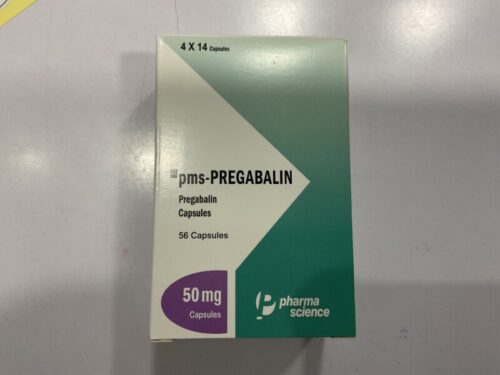 4 X 14 Capsules
pms-PREGABALIN
Pregabalin
Capsules
56 Capsules
50 mg
Capsules
pharma
science